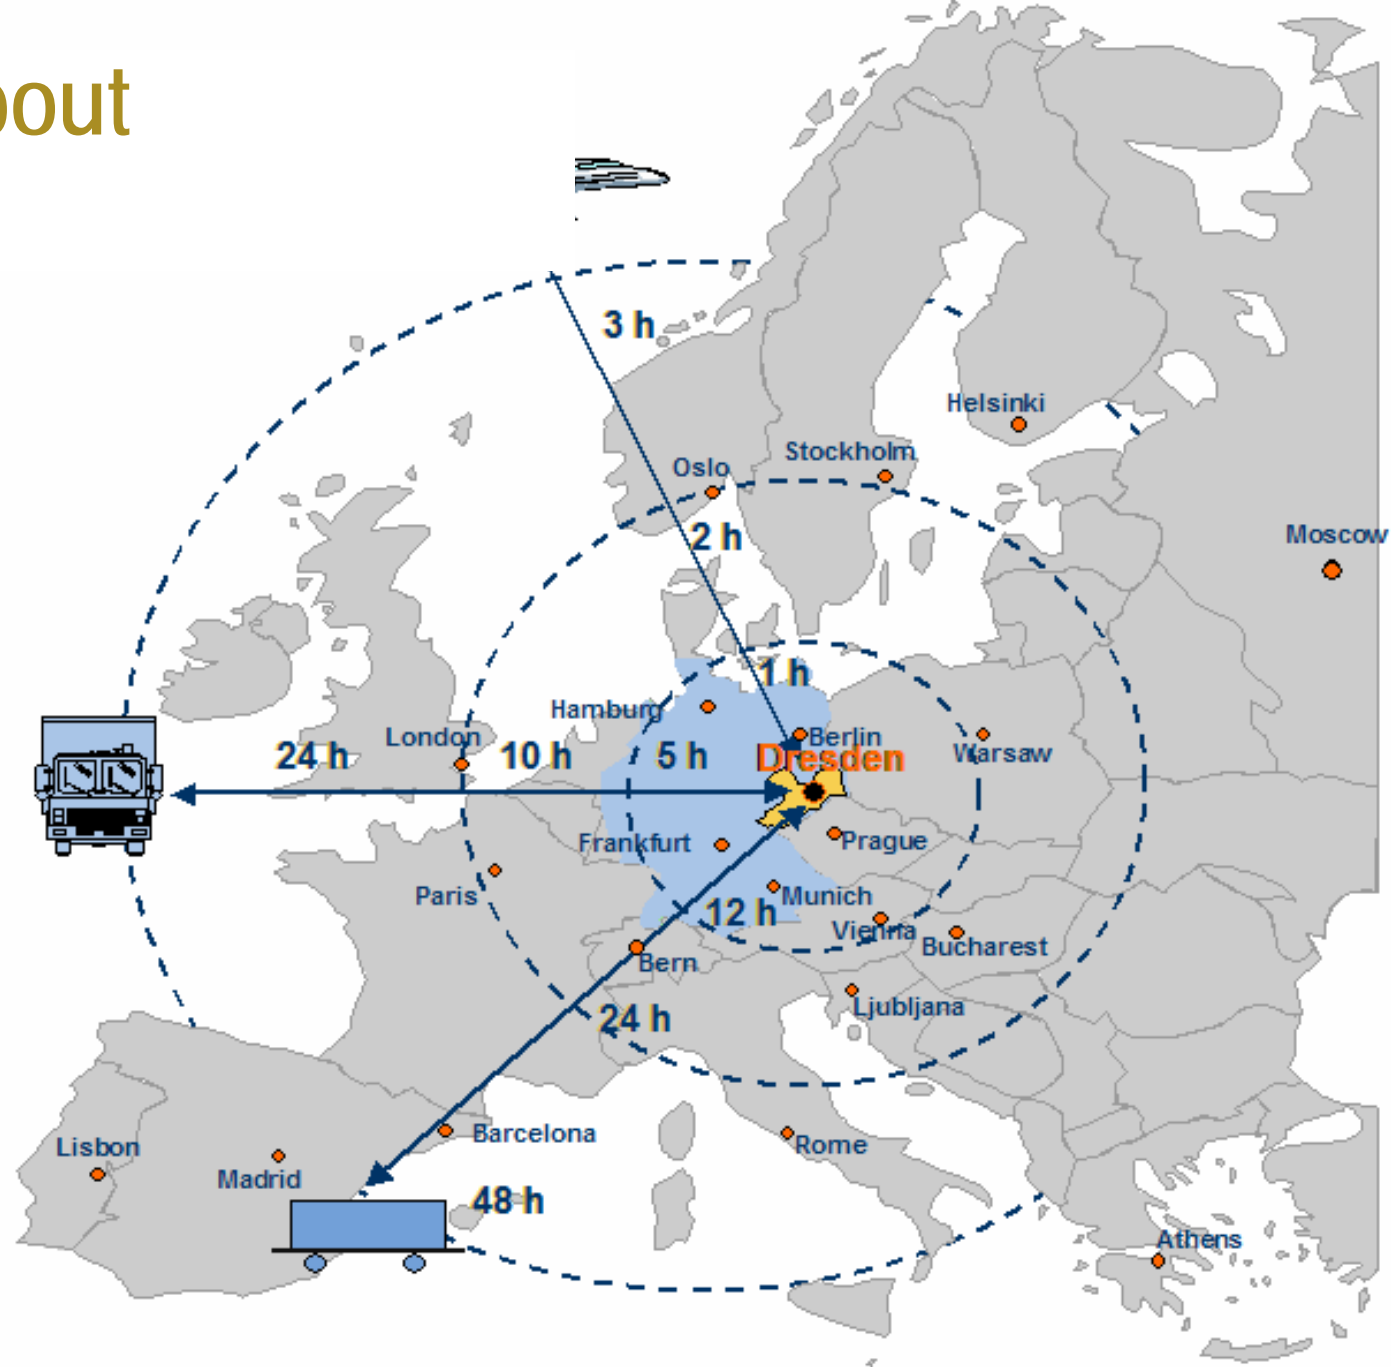 bout
3 h
Helsinki
Stockholm
Oslo
2 h
Moscow
1 h
Hamburg
London
Berlin
24 h
10 h
5 h
Dresden
Warsaw
Frankfurt
Prague
Paris
Munich
12 h
Vienna
Bucharest
Bern
Ljubljana
24 h
Barcelona
Lisbon
Rome
Madrid
48 h
Athens